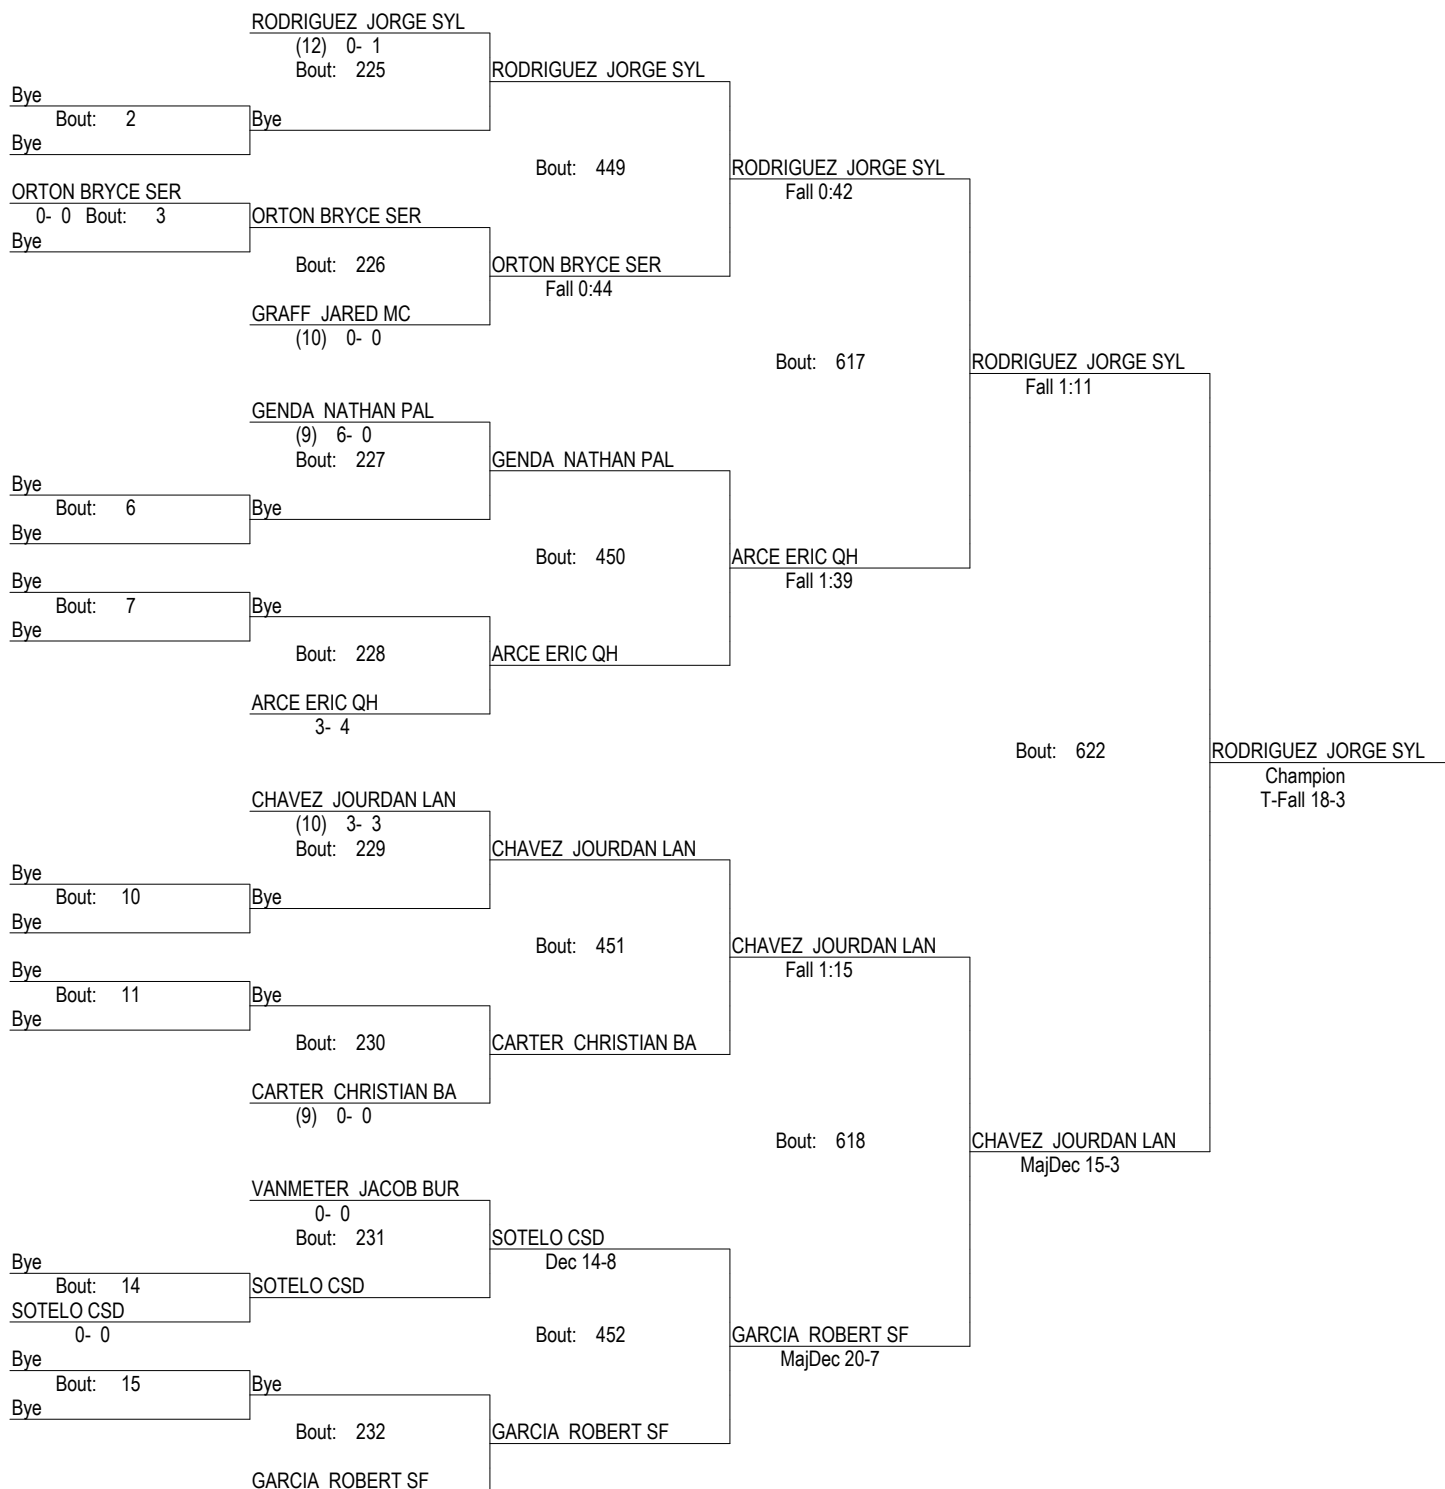 RODRIGUEZ  JORGE SYL
(12)   0-  1
Bout:   225
RODRIGUEZ  JORGE SYL
Bye
Bout:   2
Bye
Bye
Bout:   449
RODRIGUEZ  JORGE SYL
Fall 0:42
ORTON BRYCE SER
0-  0  Bout:   3
ORTON BRYCE SER
Bye
Bout:   226
ORTON BRYCE SER
Fall 0:44
GRAFF  JARED MC
(10)   0-  0
Bout:   617
RODRIGUEZ  JORGE SYL
Fall 1:11
GENDA  NATHAN PAL
(9)   6-  0
Bout:   227
GENDA  NATHAN PAL
Bye
Bout:   6
Bye
Bye
Bout:   450
ARCE ERIC QH
Fall 1:39
Bye
Bout:   7
Bye
Bye
Bout:   228
ARCE ERIC QH
ARCE ERIC QH
3-  4
Bout:   622
RODRIGUEZ  JORGE SYL
Champion
T-Fall 18-3
CHAVEZ  JOURDAN LAN
(10)   3-  3
Bout:   229
CHAVEZ  JOURDAN LAN
Bye
Bout:   10
Bye
Bye
Bout:   451
CHAVEZ  JOURDAN LAN
Fall 1:15
Bye
Bout:   11
Bye
Bye
Bout:   230
CARTER  CHRISTIAN BA
CARTER  CHRISTIAN BA
(9)   0-  0
Bout:   618
CHAVEZ  JOURDAN LAN
MajDec 15-3
VANMETER  JACOB BUR
0-  0
Bout:   231
SOTELO CSD
Dec 14-8
Bye
Bout:   14
SOTELO CSD
SOTELO CSD
0-  0
Bout:   452
GARCIA  ROBERT SF
MajDec 20-7
Bye
Bout:   15
Bye
Bye
Bout:   232
GARCIA  ROBERT SF
GARCIA  ROBERT SF